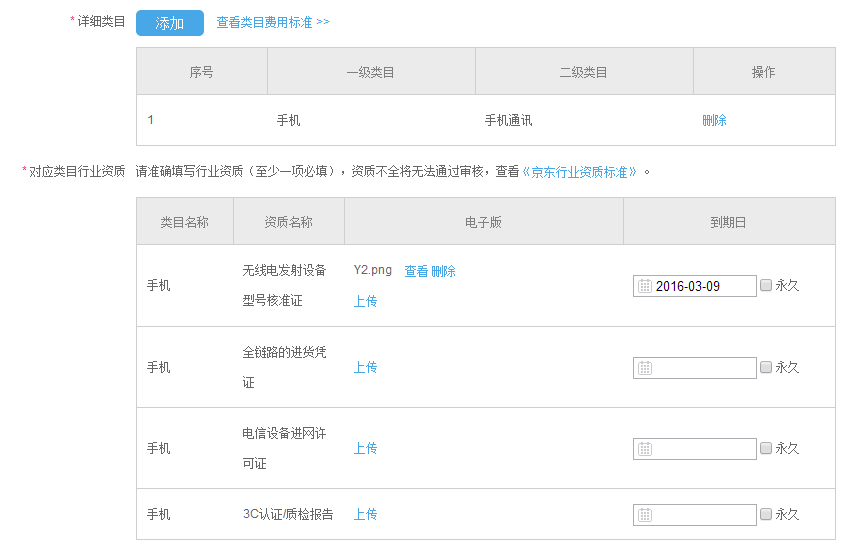 *详细类目 添加 查看类目费用标准 >>
序号 一级类目 二级类目 操作
1 手机 手机通讯 删除
*对应类目行业资质 请准确填写行业资质（至少一项必填），资质不全将无法通过审核，查看《京东行业资质标准》。
类目名称 资质名称 电子版 到期日
无线电发射设备 Y2.png 查看 删除
手机 2016-03-09 永久
型号核准证 上传
全链路的进货凭
手机 上传 永久
证
电信设备进网许
手机 上传 永久
可证
手机 3C认证/质检报告 上传 永久